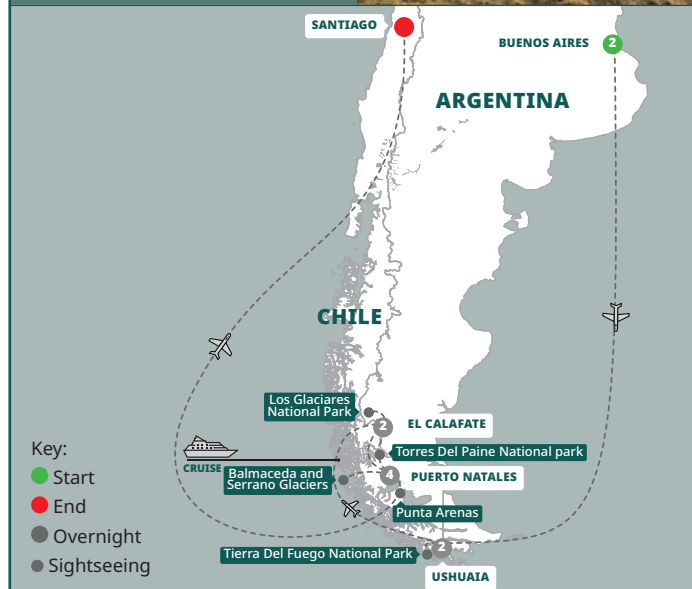 SANTIAGO
BUENOS AIRES
2
ARGENTINA
CHILE
Los Glaciares
National Park
2
EL CALAFATE
Torres Del Paine National park
CRUISE
Balmaceda and
Serrano Glaciers
4
PUERTO NATALES
Punta Arenas
Tierra Del Fuego National Park
2
USHUAIA
Key:
Start
End
Overnight
Sightseeing